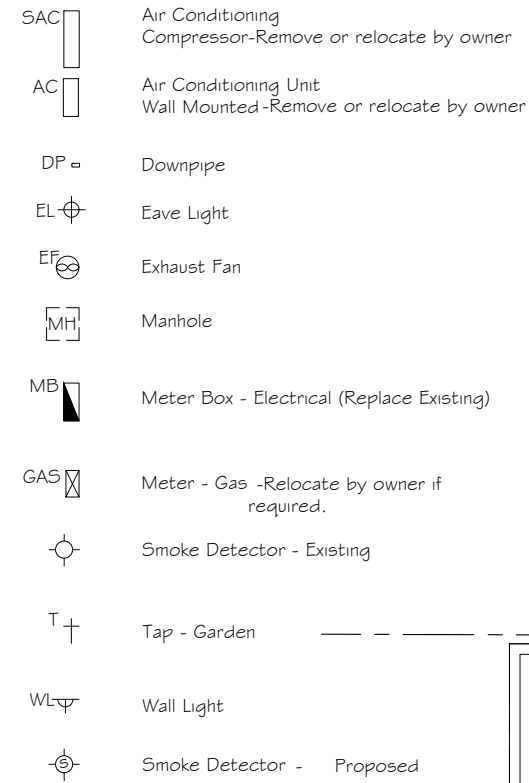 SAC Air Conditioning
Compressor-Remove or relocate by owner
AC Air Conditioning Unit
Wall Mounted -Remove or relocate by owner
DP Downpipe
EL Eave Light
EF Exhaust Fan
MH Manhole
MB Meter Box - Electrical (Replace Existing)
GAS Meter - Gas -Relocate by owner if
required.
Smoke Detector - Existing
T Tap - Garden
WL Wall Light
S Smoke Detector - Proposed